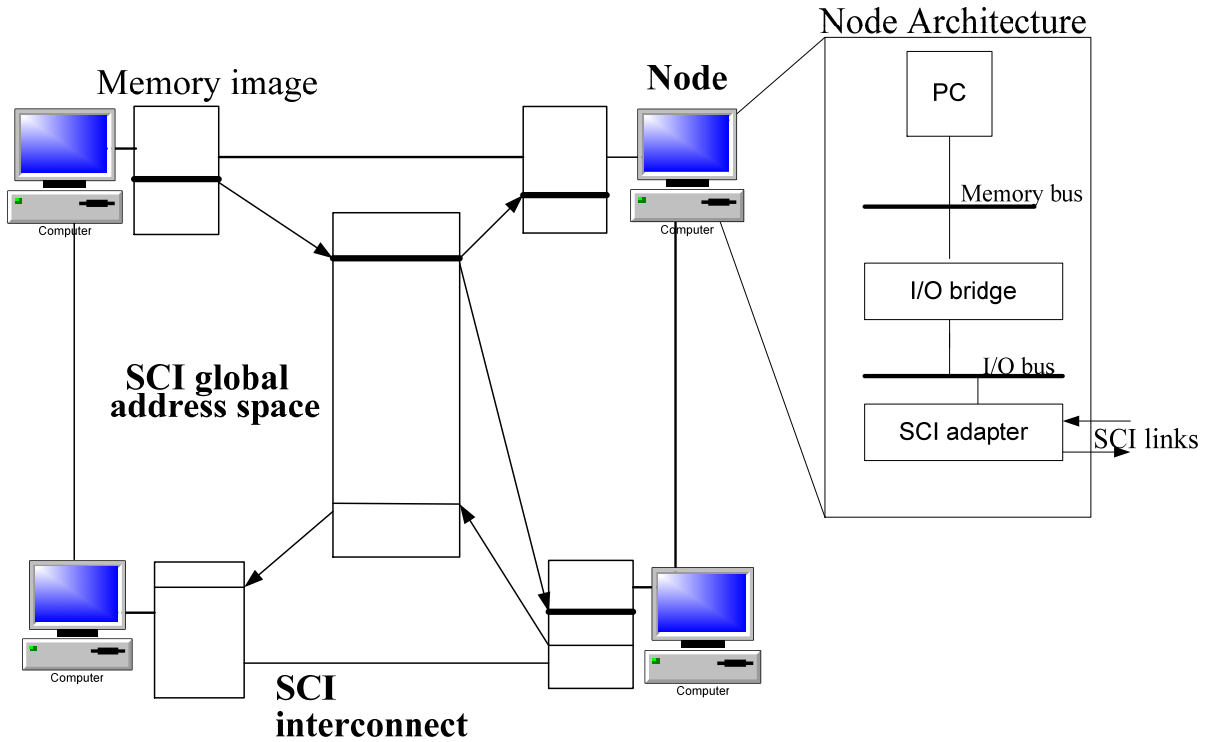 Node Architecture
Memory image
Node
PC
Memory bus
Computer
Computer
I/O bridge
I/O bus
SCI global
address space
SCI adapter
SCI links
Computer
Computer
SCI
interconnect